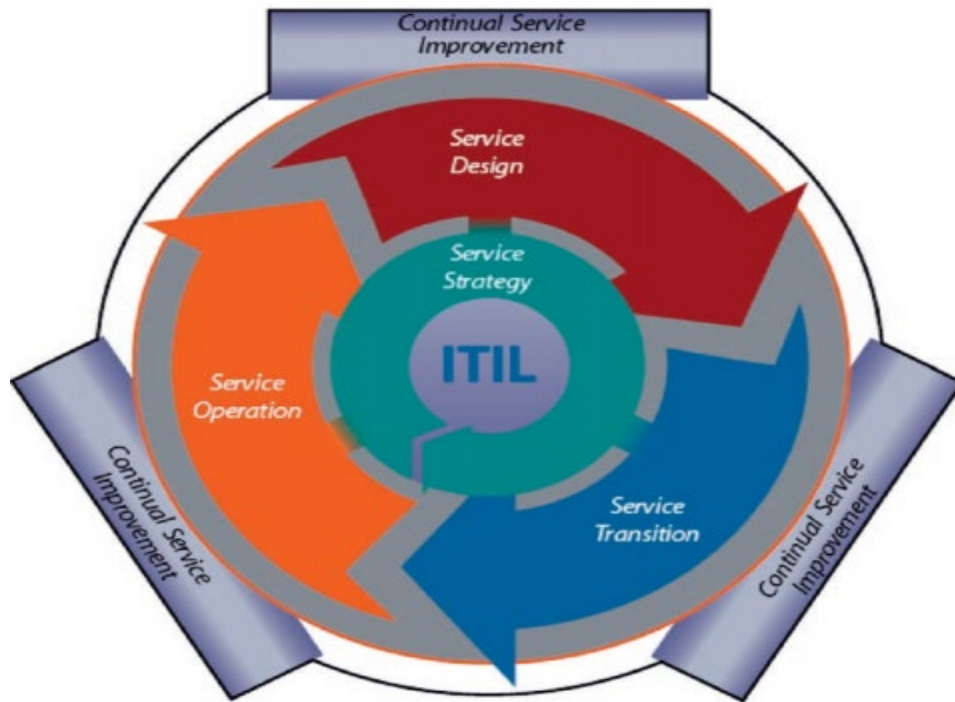 Continual Service
Improvement
Service
Design
Service
Strategy
ITIL
Service
Operation
Service
Transition
Continual Service
Improvement
Continual Service
Improvement